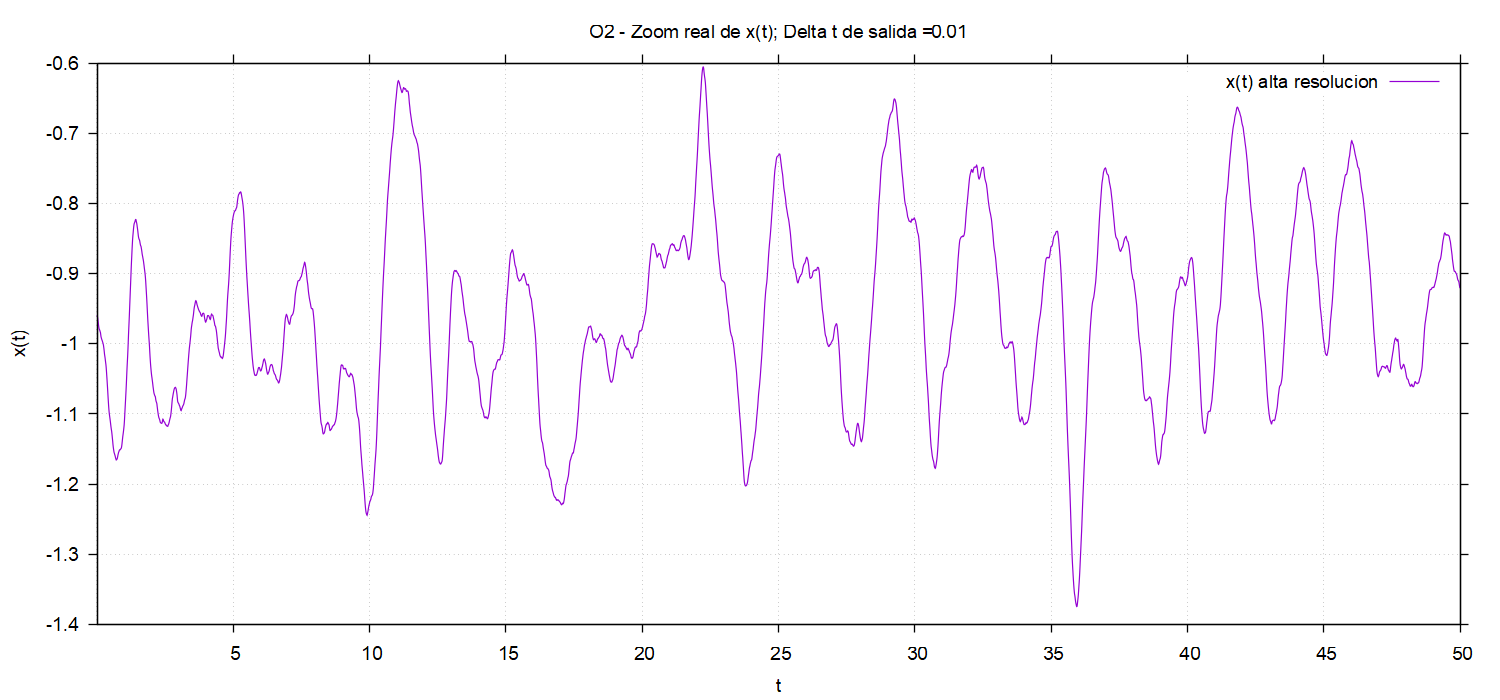 O2 - Zoom real de x(t); Delta t de salida =0.01
x(t) alta resolucion
-0.6
-0.7
-0.8
-0.9
-1
-1.1
-1.2
-1.3
-1.4
x(t)
5 10 15 20 25 30 35 40 45 50
t